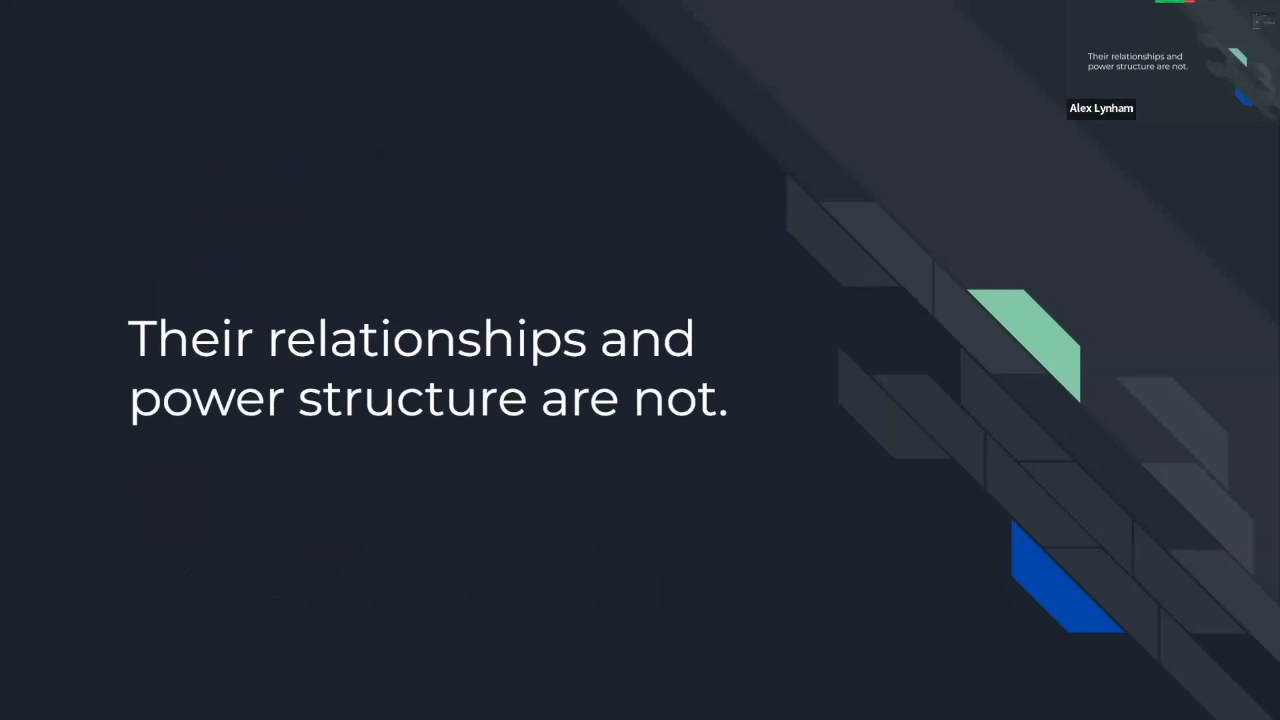 Their relationships and
power structure are not.
Their relationships and
power structure are not.
Alex Lynham